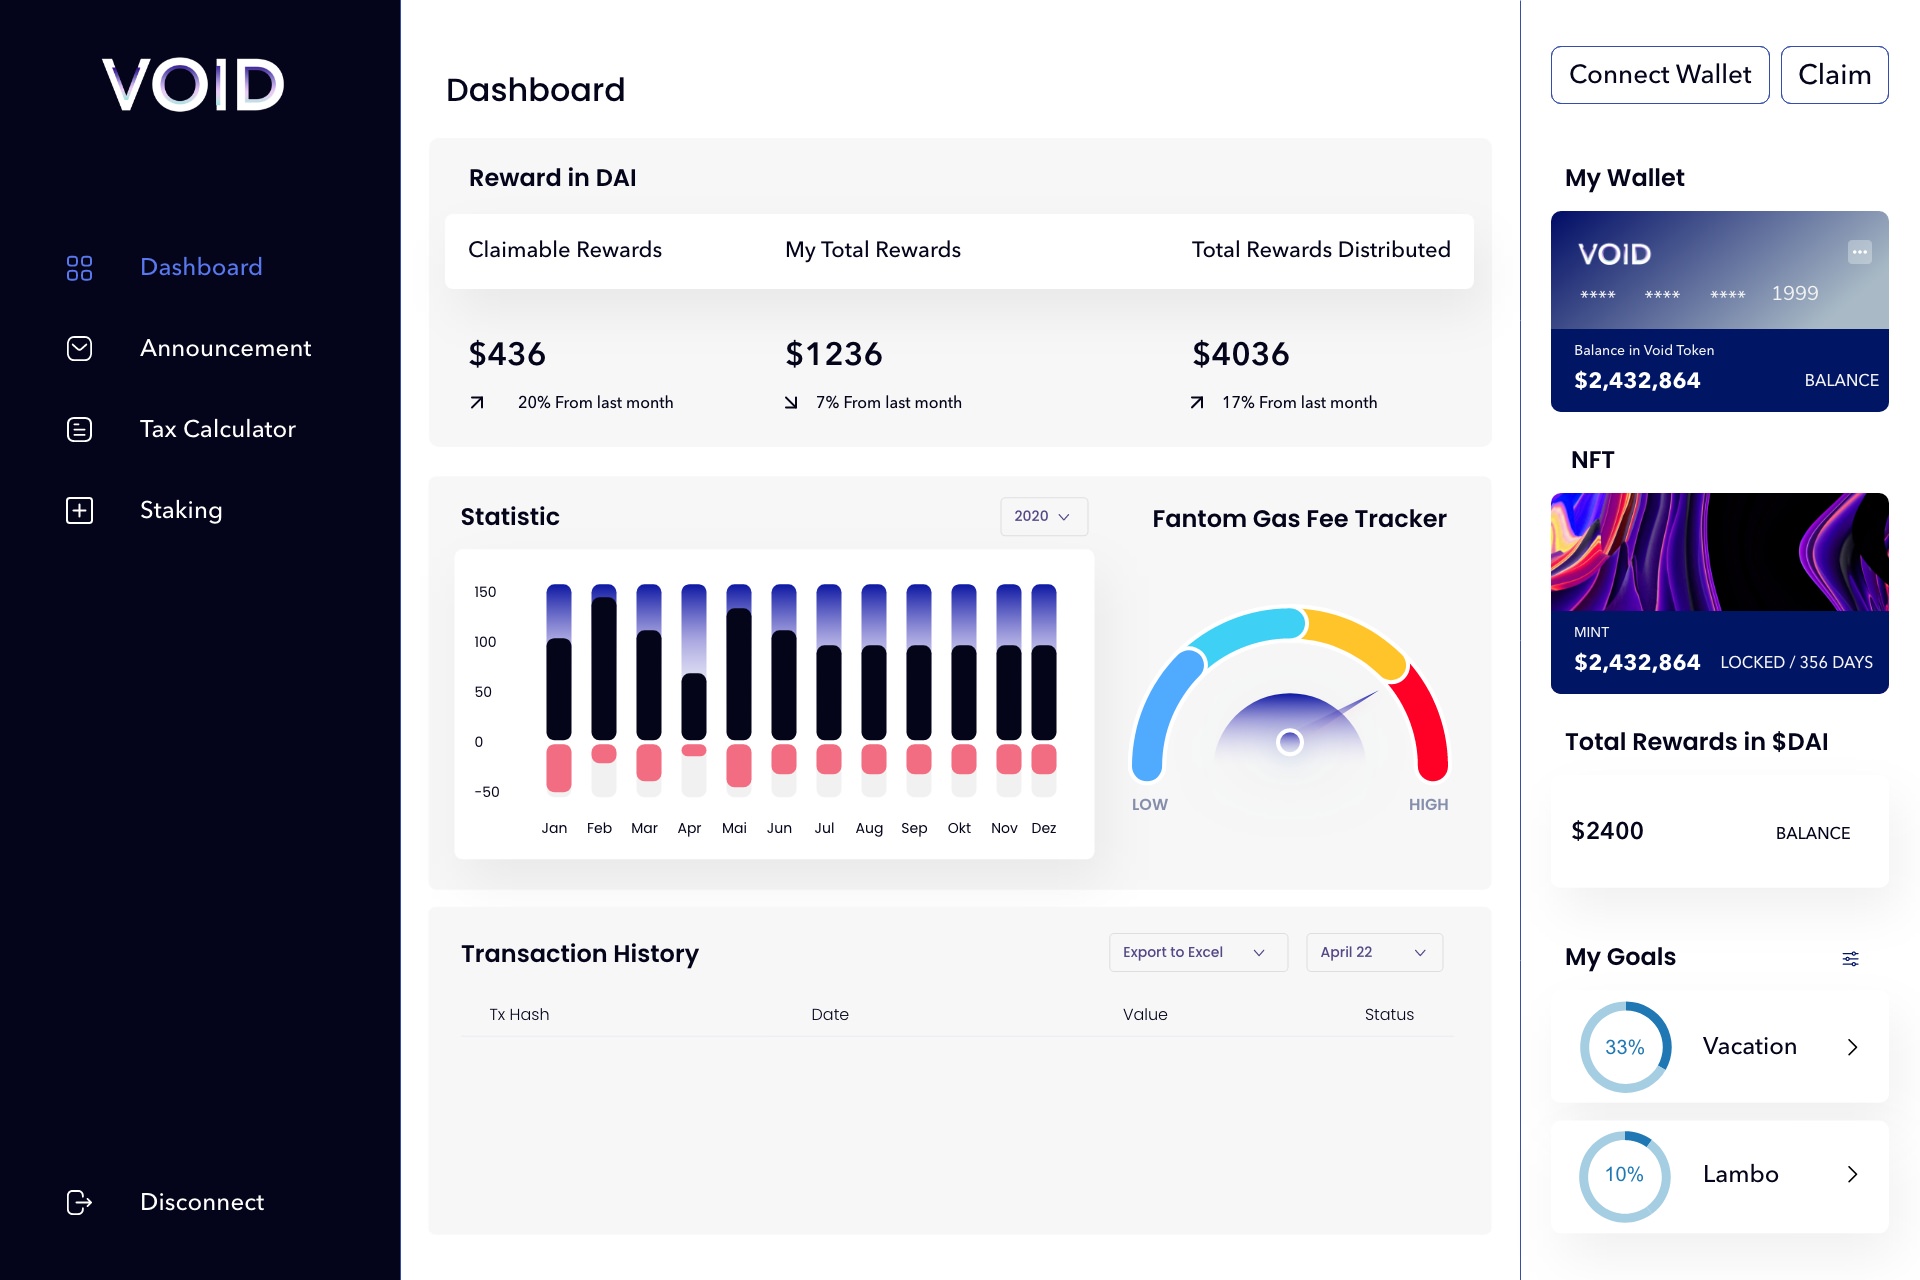 VOID
Dashboard
Announcement
Tax Calculator
Staking
Disconnect
Dashboard
Reward in DAI
Claimable Rewards
My Total Rewards
Total Rewards Distributed
$436
$1236
$4036
20% From last month
7% From last month
17% From last month
Statistic
2020
150
100
50
0
-50
Jan Feb Mar Apr Mai Jun Jul Aug Sep Okt Nov Dez
Fantom Gas Fee Tracker
LOW
HIGH
Transaction History
Export to Excel
April 22
Tx Hash
Date
Value
Status
Connect Wallet
Claim
My Wallet
VOID
**** **** **** 1999
Balance in Void Token
$2,432,864
BALANCE
NFT
MINT
$2,432,864
LOCKED / 356 DAYS
Total Rewards in $DAI
$2400
BALANCE
My Goals
33%
Vacation
10%
Lambo